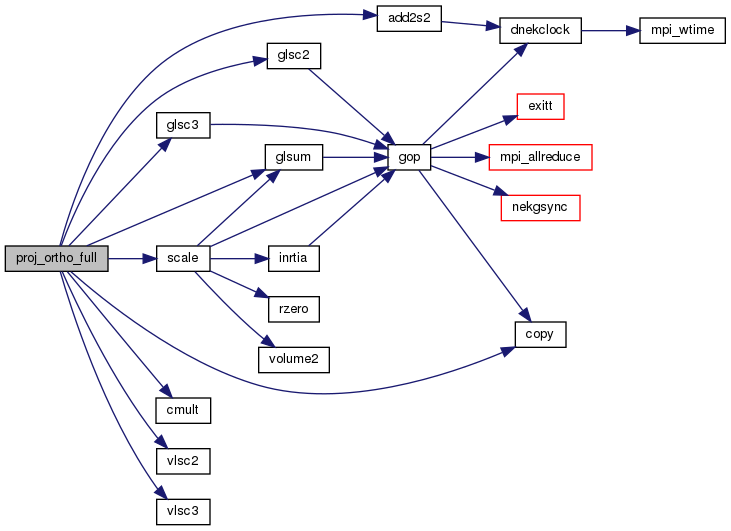 add2s2
dnekclock
mpi_wtime
glsc2
exitt
glsc3
glsum
gop
mpi_allreduce
nekgsync
proj_ortho_full
scale
inrtia
rzero
copy
volume2
cmult
vlsc2
vlsc3